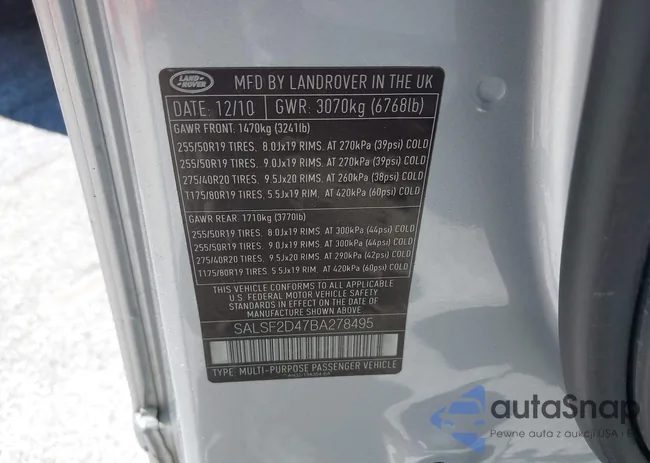 LAND
ROVER
MFD BY LANDROVER IN THE UK
DATE: 12/10 GWR: 3070kg (6768lb)
GAWR FRONT: 1470kg (3241lb)
255/50R19 TIRES. 8.0Jx19 RIMS. AT 270kPa (39psi) COLD
255/50R19 TIRES. 9.0Jx19 RIMS. AT 270kPa (39psi) COLD
275/40R20 TIRES. 9.5Jx20 RIMS. AT 260kPa (38psi) COLD
T175/80R19 TIRES. 5.5Jx19 RIM. AT 420kPa (60psi) COLD
GAWR REAR: 1710kg (3770lb)
255/50R19 TIRES. 8.0Jx19 RIMS AT 300kPa (44psi) COLD
255/50R19 TIRES. 9.0Jx19 RIMS AT 300kPa (44psi) COLD
275/40R20 TIRES. 9.5Jx20 RIMS AT 290kPa (42psi) COLD
T175/80R19 TIRES 5.5Jx19 RIM. AT 420kPa (60psi) COLD
THIS VEHICLE CONFORMS TO ALL APPLICABLE
U.S. FEDERAL MOTOR VEHICLE SAFETY
STANDARDS IN EFFECT ON THE DATE OF
MANUFACTURE SHOWN ABOVE
SALSF2D47BA278495
TYPE: MULTI-PURPOSE PASSENGER VEHICLE
autaSnap
Pewne auta z aukcji USA i E